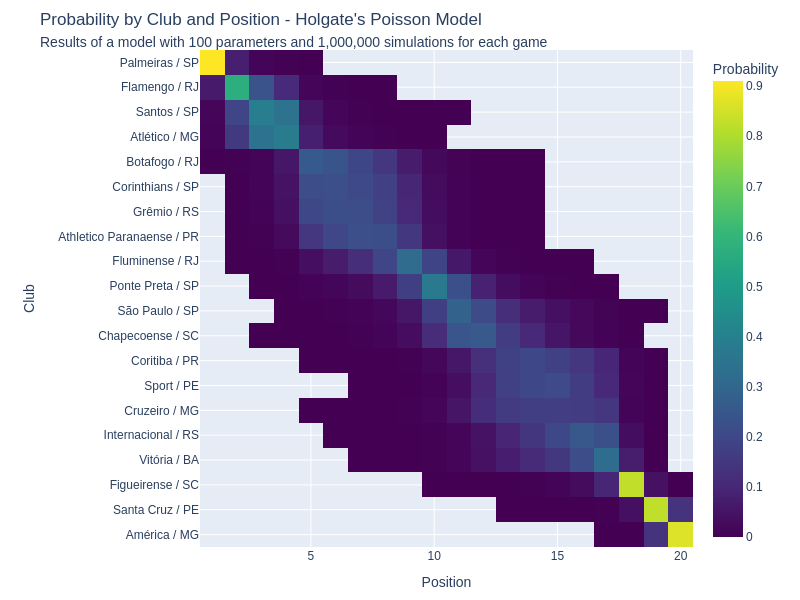 Probability by Club and Position - Holgate's Poisson Model
Results of a model with 100 parameters and 1,000,000 simulations for each game
Probability
Club
Palmeiras / SP
Flamengo / RJ
Santos / SP
Atlético / MG
Botafogo / RJ
Corinthians / SP
Grêmio / RS
Athletico Paranaense / PR
Fluminense / RJ
Ponte Preta / SP
São Paulo / SP
Chapecoense / SC
Coritiba / PR
Sport / PE
Cruzeiro / MG
Internacional / RS
Vitória / BA
Figueirense / SC
Santa Cruz / PE
América / MG
5 10 15 20
Position
0.9
0.8
0.7
0.6
0.5
0.4
0.3
0.2
0.1
0